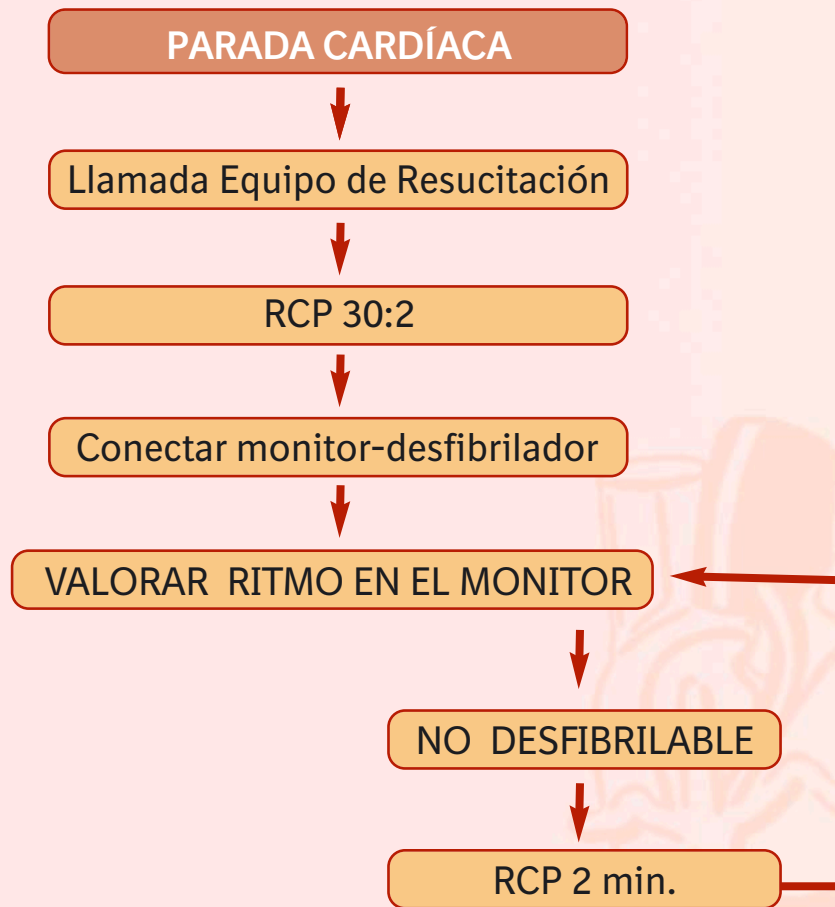 PARADA CARDÍACA
Llamada Equipo de Resucitación
RCP 30:2
Conectar monitor-desfibrilador
VALORAR RITMO EN EL MONITOR
NO DESFIBRILABLE
RCP 2 min.